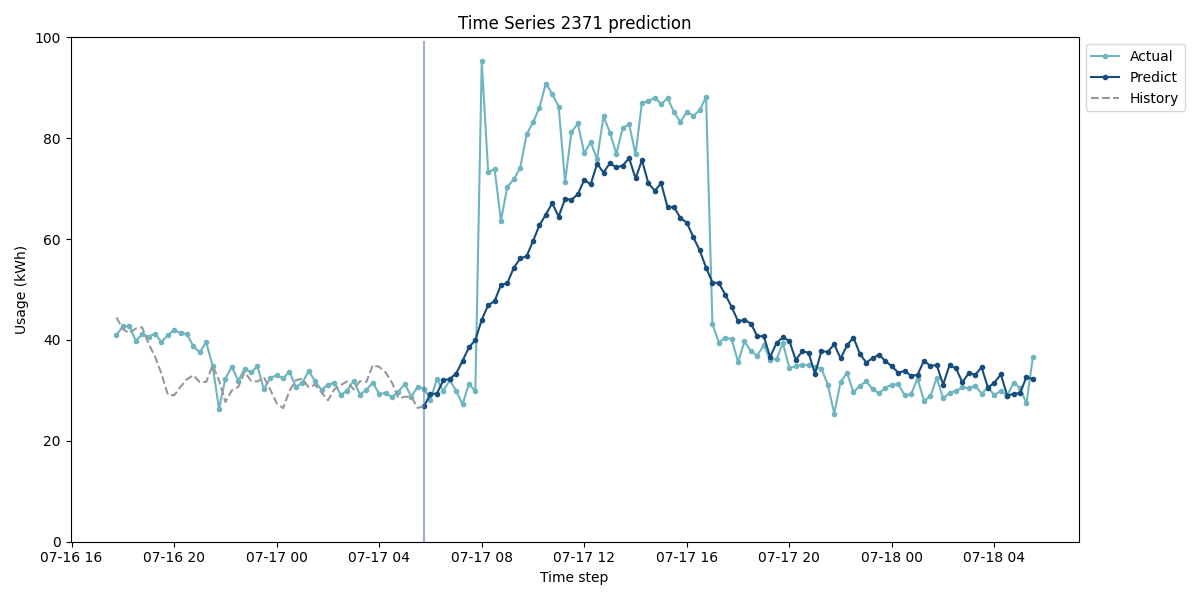 Time Series 2371 prediction
Usage (kWh)
100
80
60
40
20
0
07-16 16
07-16 20
07-17 00
07-17 04
07-17 08
07-17 12
07-17 16
07-17 20
07-18 00
07-18 04
Time step
Actual
Predict
History